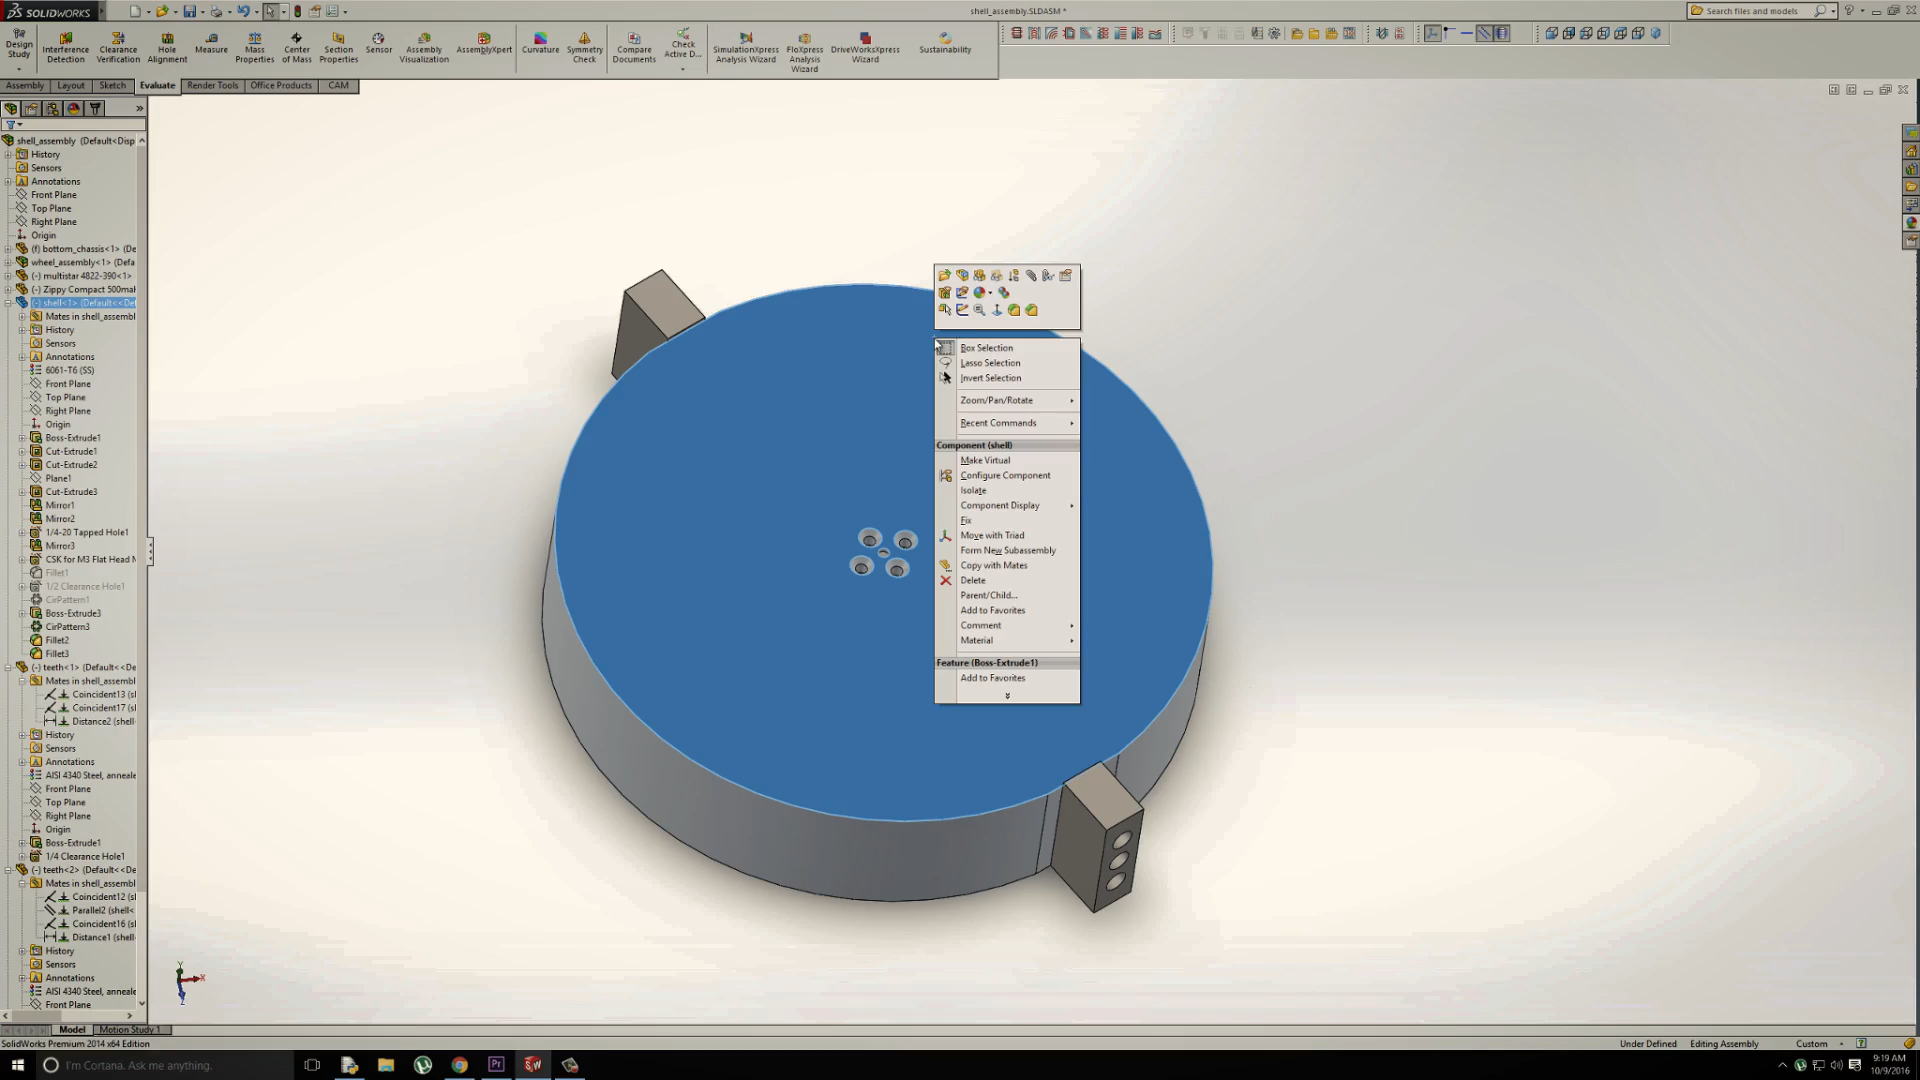 SOLIDWORKS
shell_assembly.SLDASM *
Search files and models
Design Study
Interference Detection
Clearance Verification
Hole Alignment
Measure
Mass Properties
Center of Mass
Section Properties
Sensor
Assembly Visualization
AssemblyXpert
Curvature
Symmetry Check
Compare Documents
Check Active D...
SimulationXpress Analysis Wizard
FloXpress Analysis Wizard
DriveWorksXpress Wizard
Sustainability
Assembly
Layout
Sketch
Evaluate
Render Tools
Office Products
CAM
shell_assembly (Default<Disp
History
Sensors
Annotations
Front Plane
Top Plane
Right Plane
Origin
(f) bottom_chassis<1> (De
wheel_assembly<1> (Defa
(-) multistar 4822-390<1>
(-) Zippy Compact 500mal
(-) shell<1> (Default<<Def
Mates in shell_assembl
History
Sensors
Annotations
6061-T6 (SS)
Front Plane
Top Plane
Right Plane
Origin
Boss-Extrude1
Cut-Extrude1
Cut-Extrude2
Plane1
Cut-Extrude3
Mirror1
Mirror2
1/4-20 Tapped Hole1
Mirror3
CSK for M3 Flat Head M
Fillet1
1/2 Clearance Hole1
CirPattern1
Boss-Extrude3
CirPattern3
Fillet2
Fillet3
(-) teeth<1> (Default<<De
Mates in shell_assembl
Coincident13 (sl
Coincident17 (sl
Distance2 (shell-
History
Sensors
Annotations
AISI 4340 Steel, anneale
Front Plane
Top Plane
Right Plane
Origin
Boss-Extrude1
1/4 Clearance Hole1
(-) teeth<2> (Default<<De
Mates in shell_assembl
Coincident12 (sl
Parallel2 (shell<
Coincident16 (sl
Distance1 (shell-
History
Sensors
Annotations
AISI 4340 Steel, anneale
Front Plane
Box Selection
Lasso Selection
Invert Selection
Zoom/Pan/Rotate
Recent Commands
Component (shell)
Make Virtual
Configure Component
Isolate
Component Display
Fix
Move with Triad
Form New Subassembly
Copy with Mates
Delete
Parent/Child...
Add to Favorites
Comment
Material
Feature (Boss-Extrude1)
Add to Favorites
Y
X
Z
Model
Motion Study 1
SolidWorks Premium 2014 x64 Edition
Under Defined
Editing Assembly
Custom
I'm Cortana. Ask me anything.
Pr
SW
9:19 AM
10/9/2016